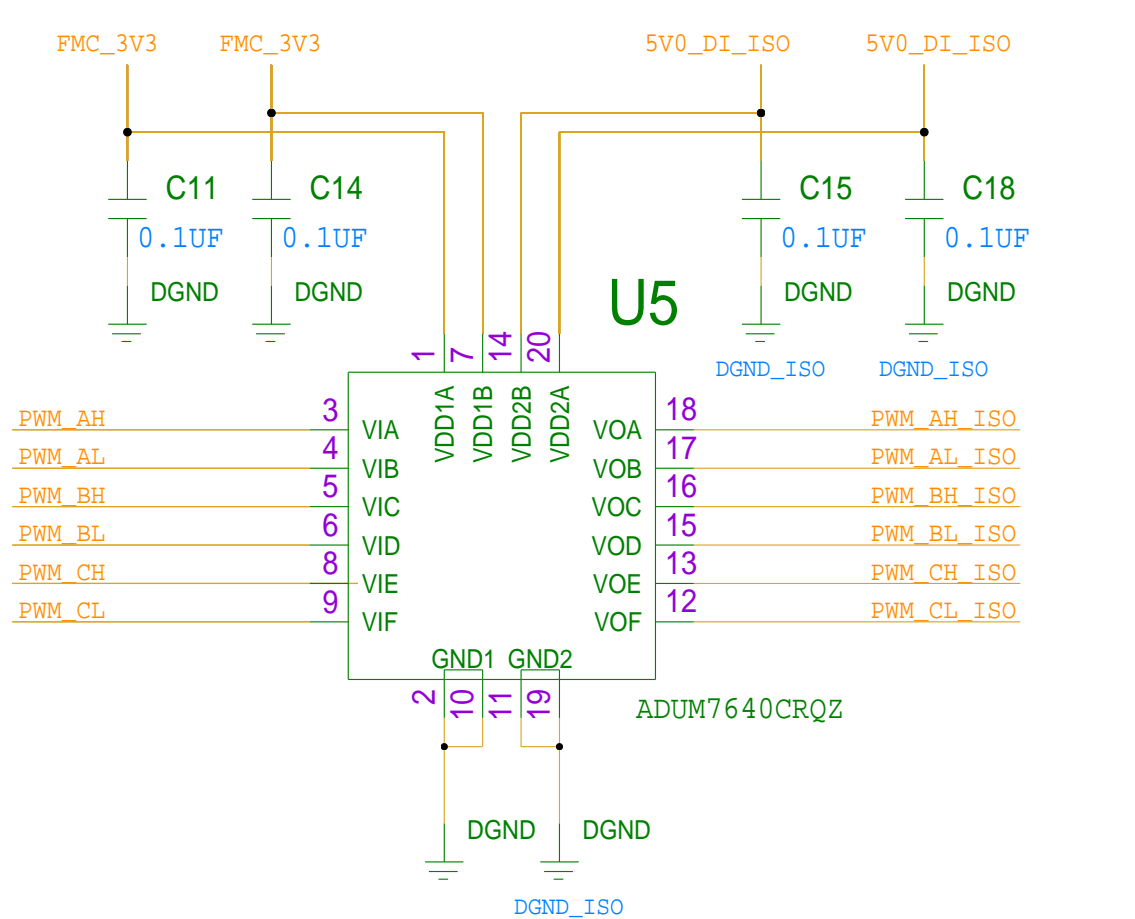 FMC_3V3 FMC_3V3 5V0_DI_ISO 5V0_DI_ISO
C11 C14 C15 C18
0.1UF 0.1UF 0.1UF 0.1UF
DGND DGND DGND DGND
U5
1 7 14 20
DGND_ISO DGND_ISO
VDD1A VDD1B VDD2B VDD2A
PWM_AH 3 VIA VOA 18 PWM_AH_ISO
PWM_AL 4 VIB VOB 17 PWM_AL_ISO
PWM_BH 5 VIC VOC 16 PWM_BH_ISO
PWM_BL 6 VID VOD 15 PWM_BL_ISO
PWM_CH 8 VIE VOE 13 PWM_CH_ISO
PWM_CL 9 VIF VOF 12 PWM_CL_ISO
GND1 GND2
2 10 11 19
ADUM7640CRQZ
DGND DGND
DGND_ISO